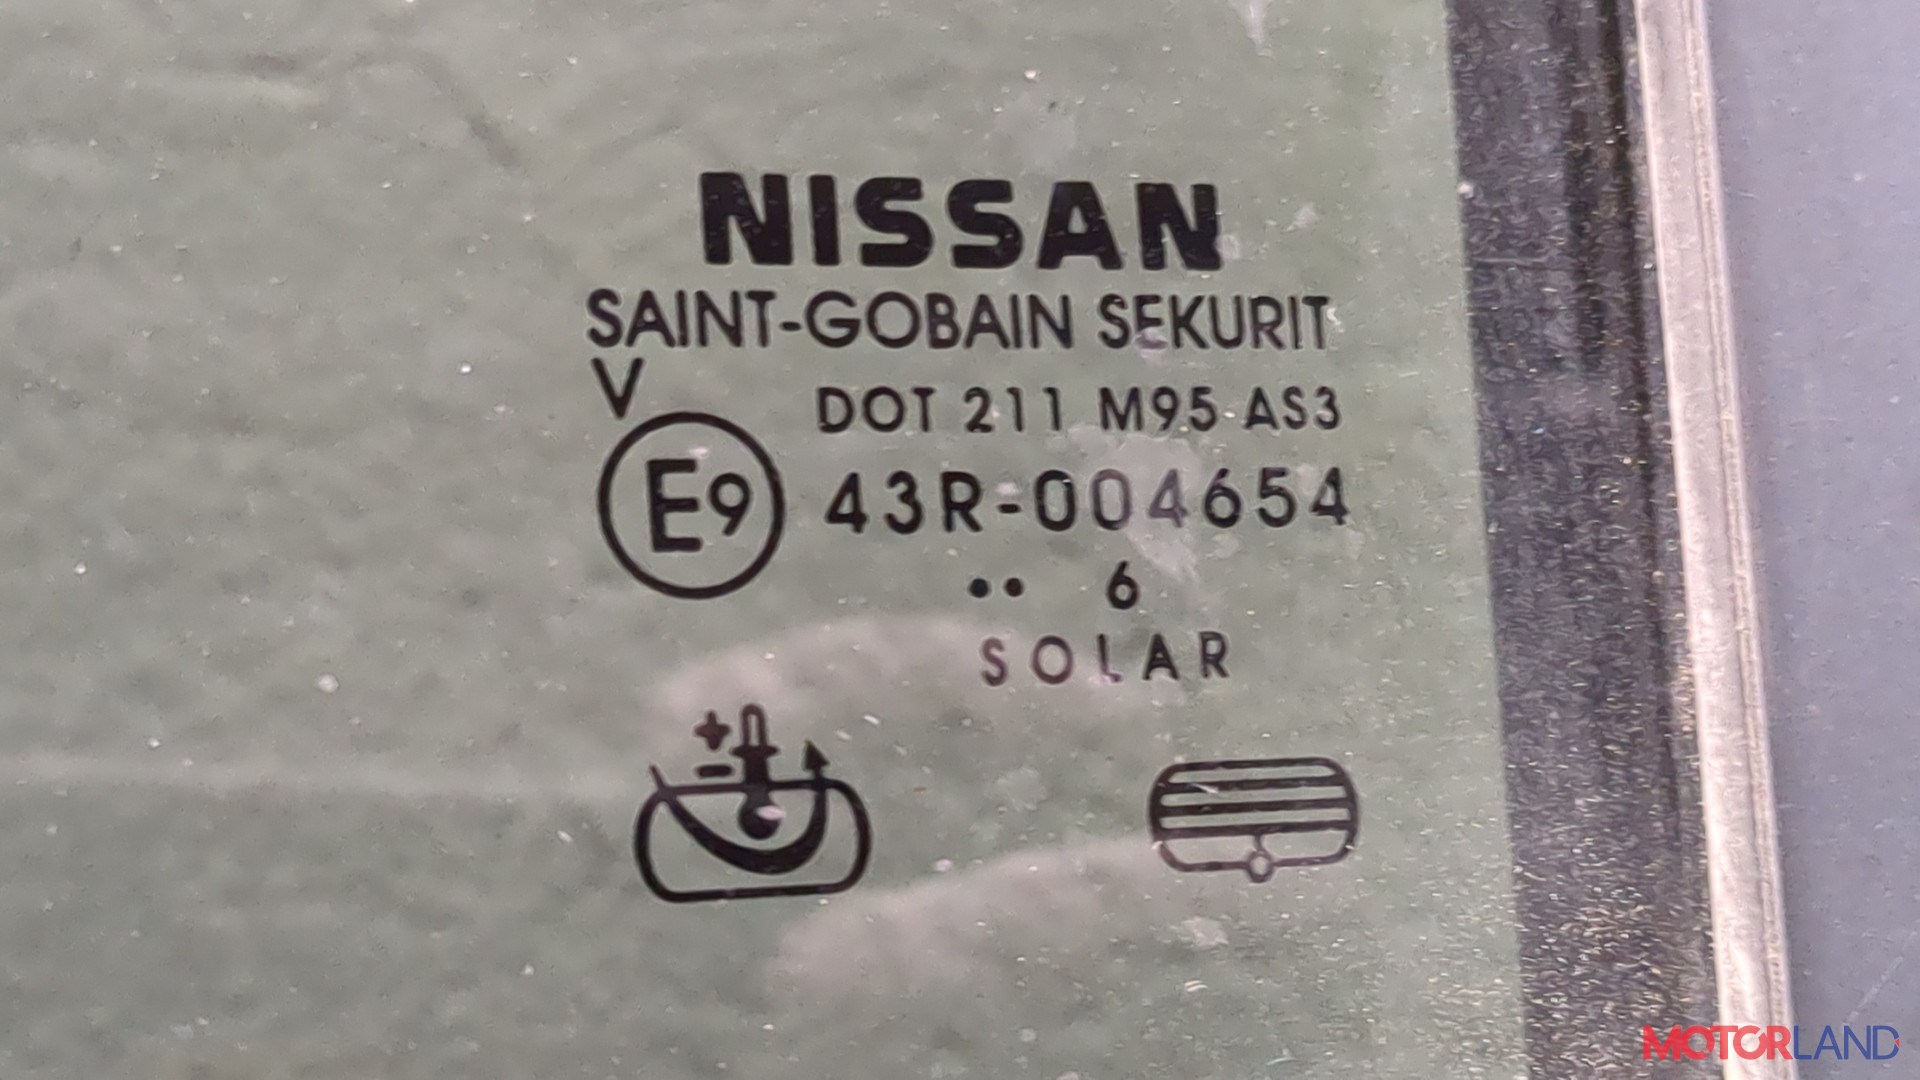 NISSAN
SAINT-GOBAIN SEKURIT
V
DOT 211 M95 AS3
E9 43R-004654
•• 6
SOLAR
+
-
MOTORLAND